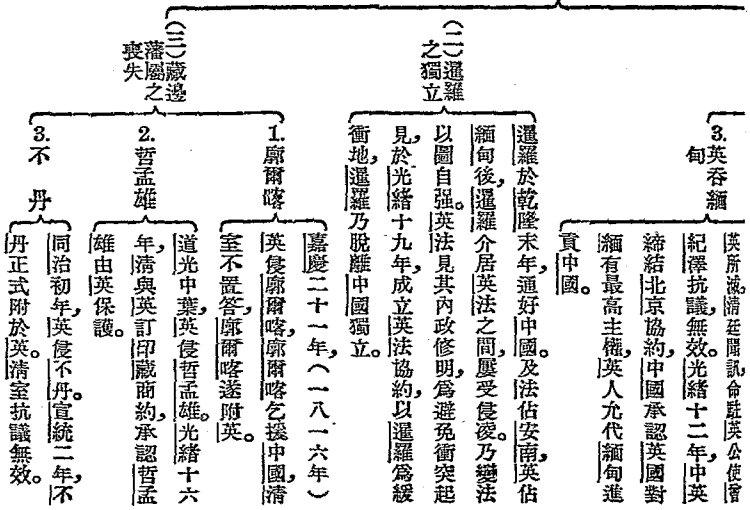 3.英吞緬
甸
英所滅。清廷聞訊，命駐英公使曾
紀澤抗議，無效。光緒十二年，中英
締結北京協約，中國承認英國對
緬有最高主權，英人允代緬甸進
貢中國。
(二)暹羅
之獨立
暹羅於乾隆末年，通好中國。及法佔安南，英佔
緬甸後，暹羅介居英法之間，屢受侵凌。乃變法
以圖自强。英法見其內政修明，爲避免衝突起
見，於光緒十九年，成立英法協約，以暹羅爲緩
衝地，暹羅乃脫離中國獨立。
(三)藏邊
藩屬之
喪失
1.廓爾喀
嘉慶二十一年，(一八一六年)
英侵廓爾喀，廓爾喀乞援中國，清
室不置答，廓爾喀遂附英。
2.哲孟雄
道光中葉，英侵哲孟雄。光緒十六
年，清與英訂印藏商約，承認哲孟
雄由英保護。
3.不丹
同治初年，英侵不丹。宣統二年，不
丹正式附於英。清室抗議無效。